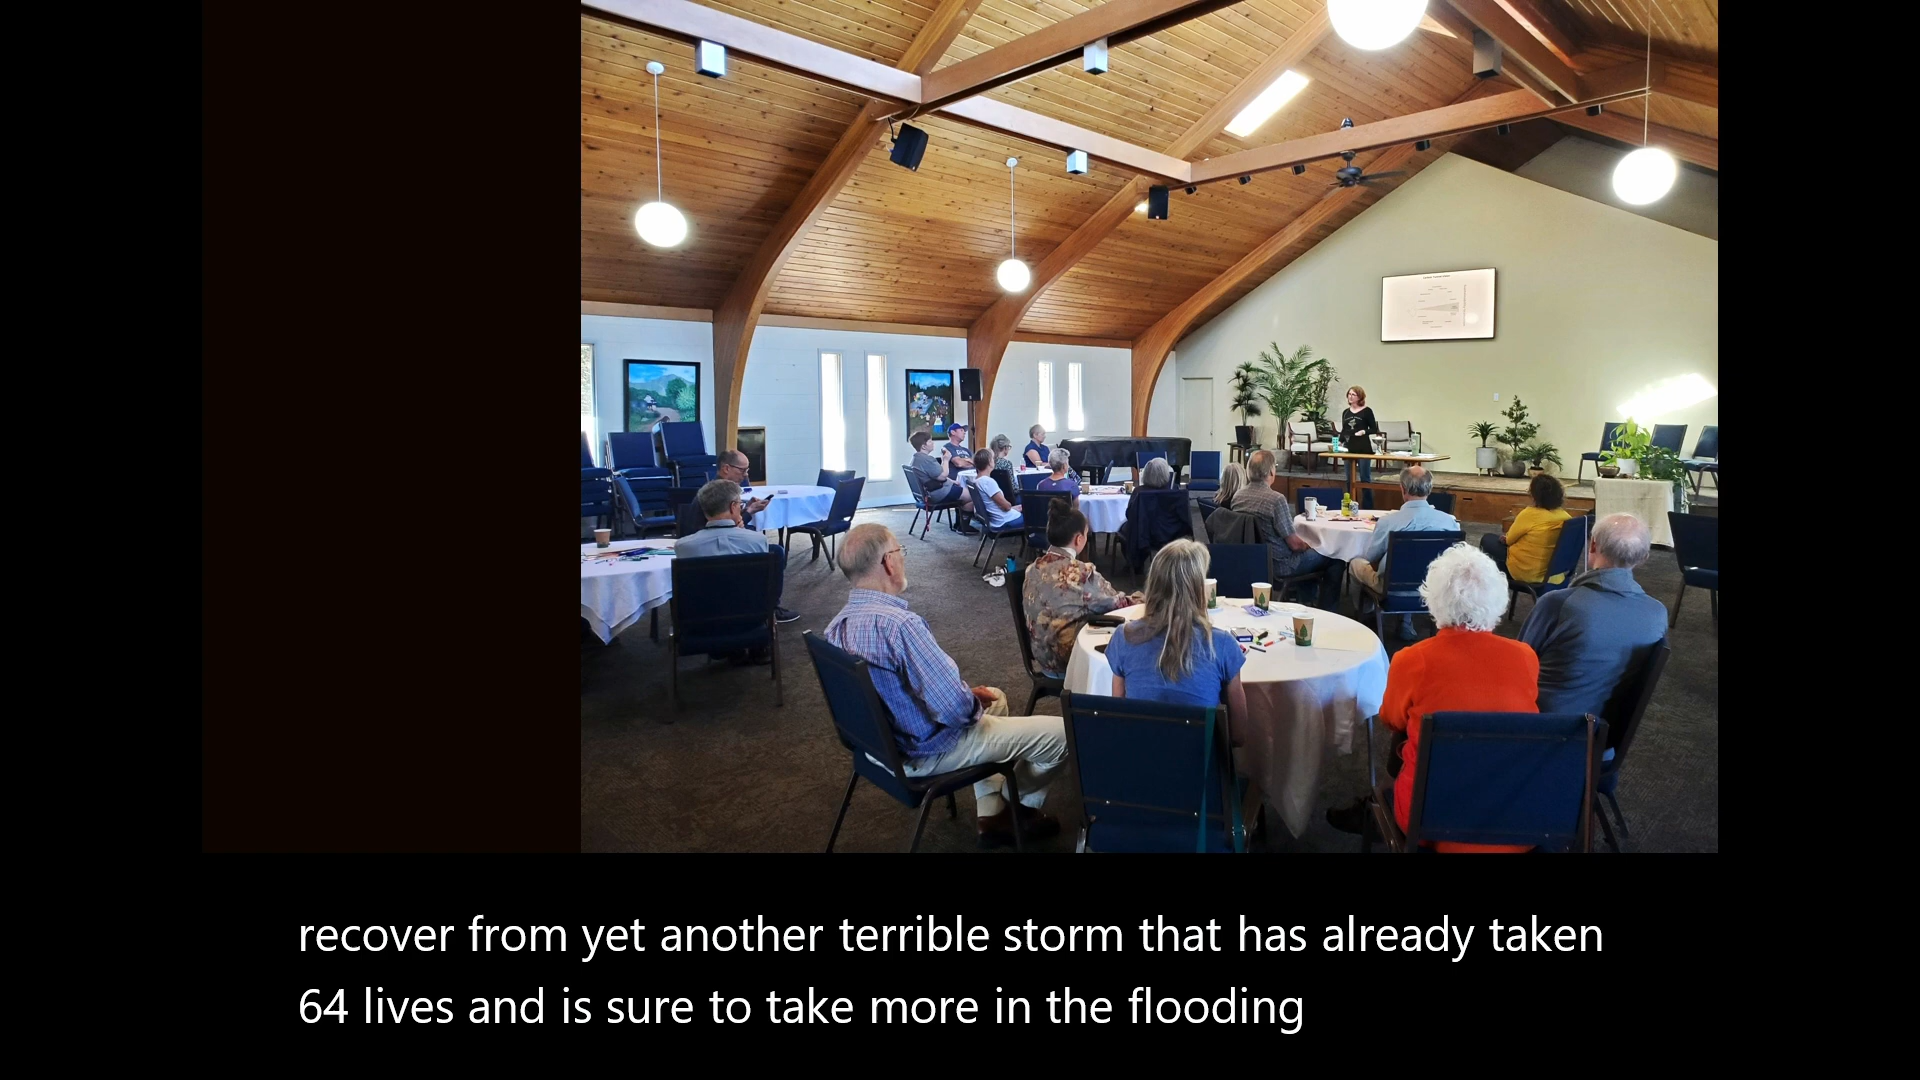 recover from yet another terrible storm that has already taken
64 lives and is sure to take more in the flooding